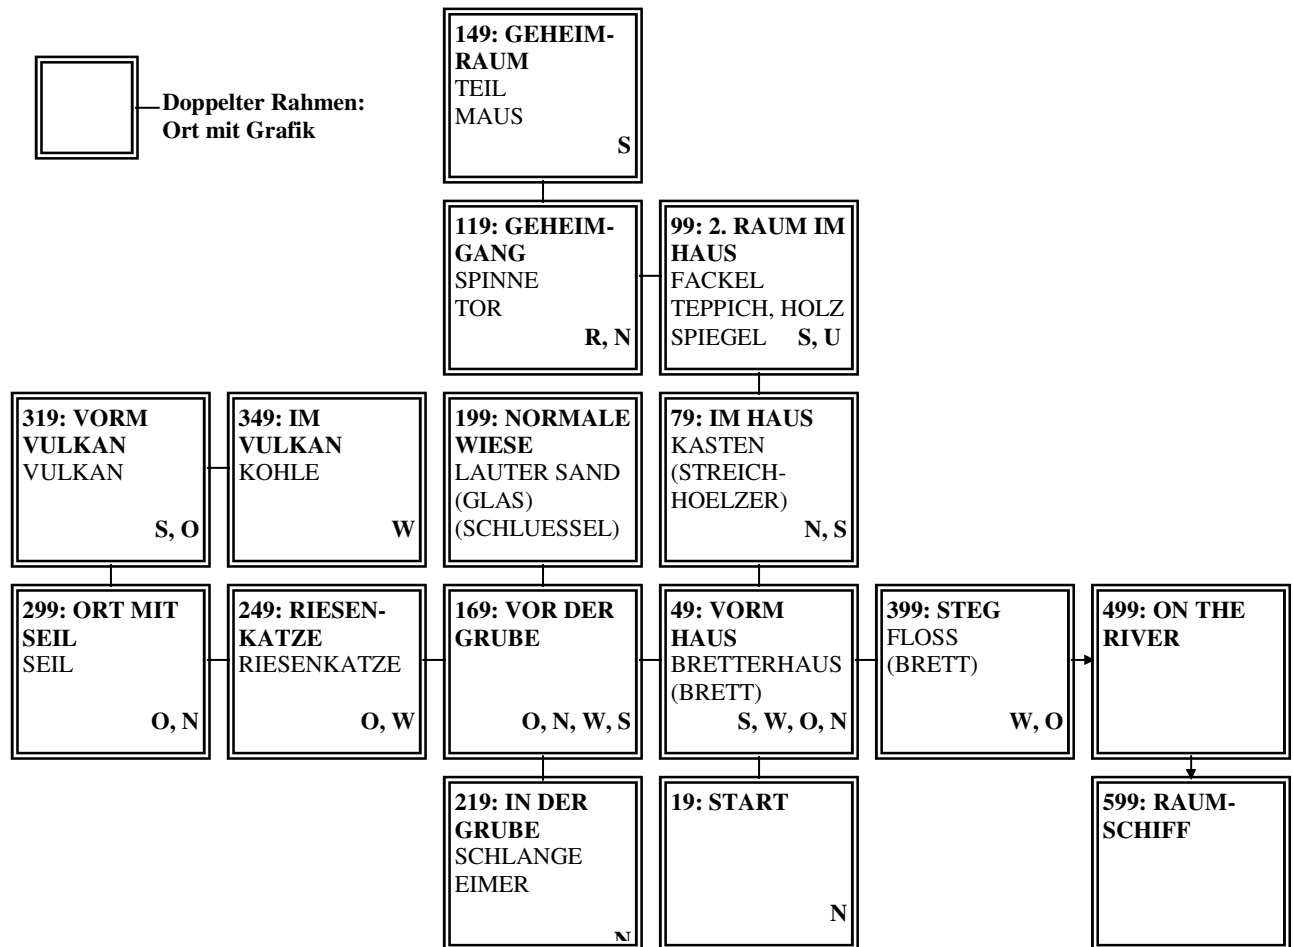 149: GEHEIM-
RAUM
TEIL
MAUS
S
Doppelter Rahmen:
Ort mit Grafik
119: GEHEIM-
GANG
SPINNE
TOR
R, N
99: 2. RAUM IM
HAUS
FACKEL
TEPPICH, HOLZ
SPIEGEL S, U
319: VORM
VULKAN
VULKAN
S, O
349: IM
VULKAN
KOHLE
W
199: NORMALE
WIESE
LAUTER SAND
(GLAS)
(SCHLUESSEL)
79: IM HAUS
KASTEN
(STREICH-
HOELZER)
N, S
299: ORT MIT
SEIL
SEIL
O, N
249: RIESEN-
KATZE
RIESENKATZE
O, W
169: VOR DER
GRUBE
O, N, W, S
49: VORM
HAUS
BRETTERHAUS
(BRETT)
S, W, O, N
399: STEG
FLOSS
(BRETT)
W, O
499: ON THE
RIVER
219: IN DER
GRUBE
SCHLANGE
EIMER
N
19: START
N
599: RAUM-
SCHIFF